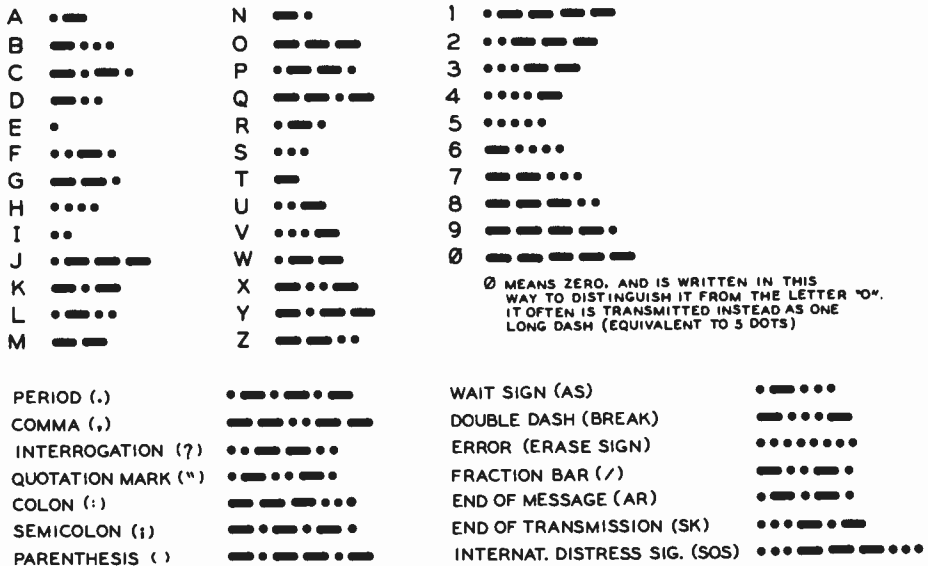 A • —
B — • • •
C — • — •
D — • •
E •
F • • — •
G — — •
H • • • •
I • •
J • — — —
K — • —
L • — • •
M — —
N — •
O — — —
P • — — •
Q — — • —
R • — •
S • • •
T —
U • • —
V • • • —
W • — —
X — • • —
Y — • — —
Z — — • •
1 • — — — —
2 • • — — —
3 • • • — —
4 • • • • —
5 • • • • •
6 — • • • •
7 — — • • •
8 — — — • •
9 — — — — •
Ø — — — — —
Ø MEANS ZERO, AND IS WRITTEN IN THIS
WAY TO DISTINGUISH IT FROM THE LETTER "O".
IT OFTEN IS TRANSMITTED INSTEAD AS ONE
LONG DASH (EQUIVALENT TO 5 DOTS)
PERIOD (.) • — • — • —
COMMA (,) — — • • — —
INTERROGATION (?) • • — — • •
QUOTATION MARK (") • — • • — •
COLON (:) — — — • • •
SEMICOLON (;) — • — • — •
PARENTHESIS ( ) — • — — • —
WAIT SIGN (AS) • — • • •
DOUBLE DASH (BREAK) — • • • —
ERROR (ERASE SIGN) • • • • • • • •
FRACTION BAR (/) — • • — •
END OF MESSAGE (AR) • — • — •
END OF TRANSMISSION (SK) • • • — • —
INTERNAT. DISTRESS SIG. (SOS) • • • — — — • • •